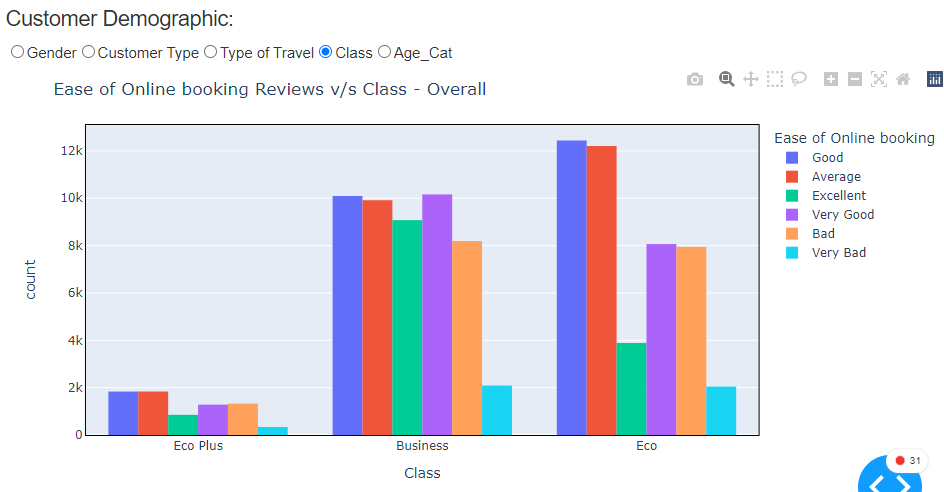 Customer Demographic:
Gender Customer Type Type of Travel Class Age_Cat
Ease of Online booking Reviews v/s Class - Overall
12k
10k
8k
6k
4k
2k
0
count
Eco Plus Business Eco
Class
Ease of Online booking
Good
Average
Excellent
Very Good
Bad
Very Bad
31